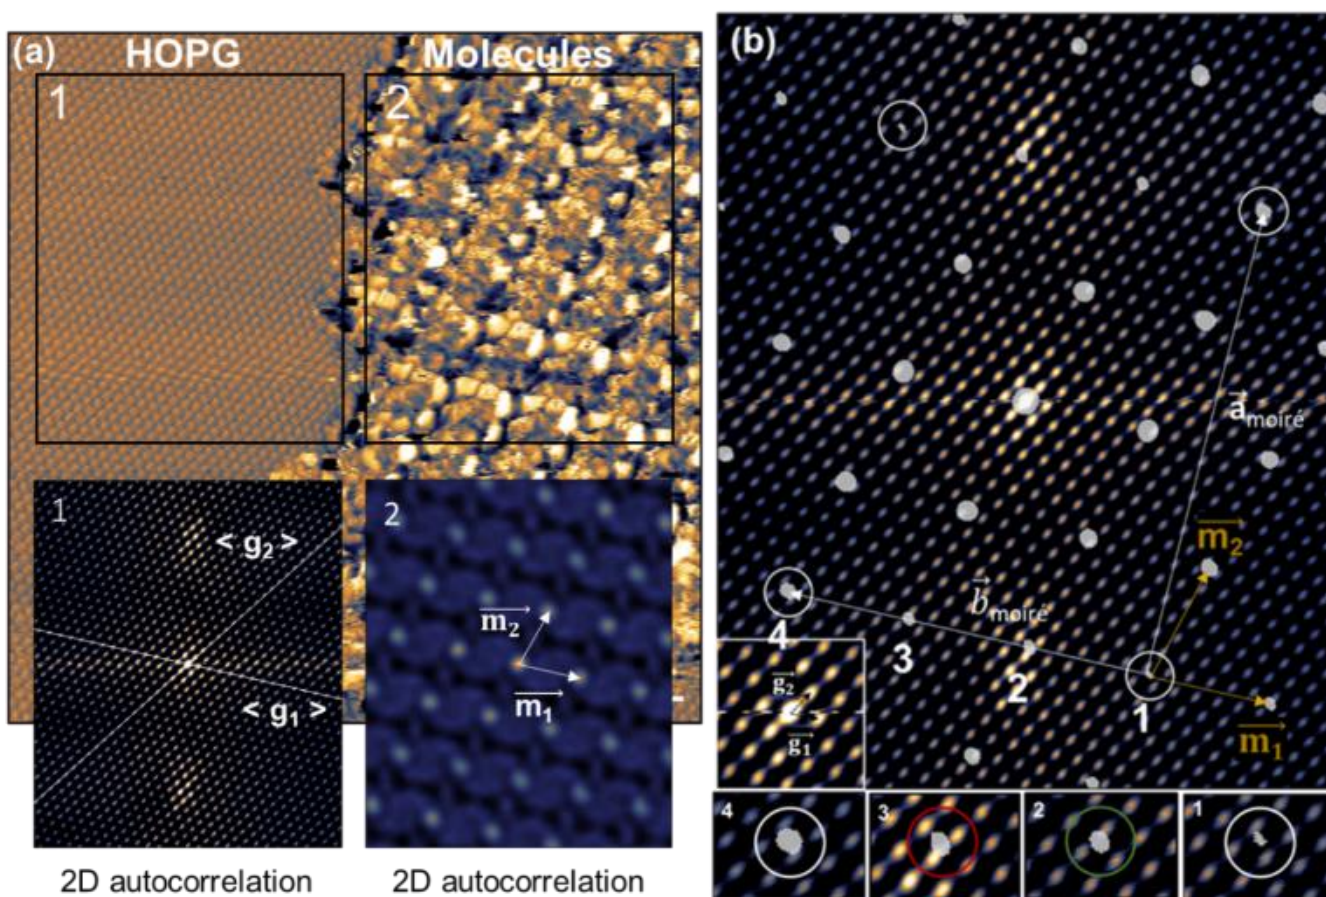 (a) HOPG Molecules
1 2
1 2
< g₂ >
< g₁ >
m₂
m₁
2D autocorrelation 2D autocorrelation
(b)
a moiré
m₂
b moiré
4 3 2 1
m₁
g₂
g₁
4 3 2 1